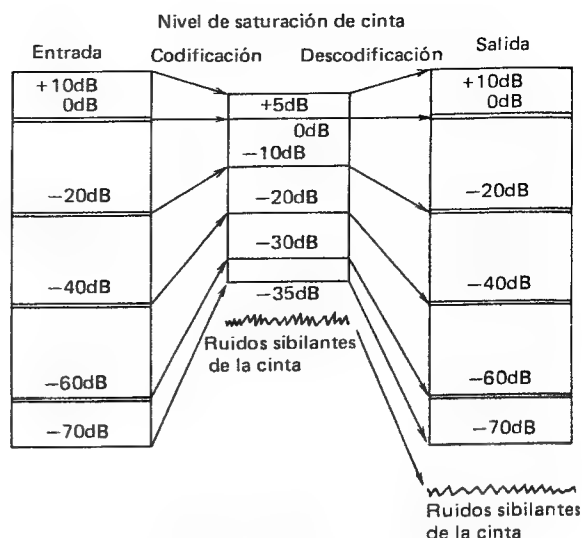 Nivel de saturación de cinta
Entrada
Codificación
Descodificación
Salida
+10dB
0dB
−20dB
−40dB
−60dB
−70dB
+5dB
0dB
−10dB
−20dB
−30dB
−35dB
Ruidos sibilantes
de la cinta
+10dB
0dB
−20dB
−40dB
−60dB
−70dB
Ruidos sibilantes
de la cinta